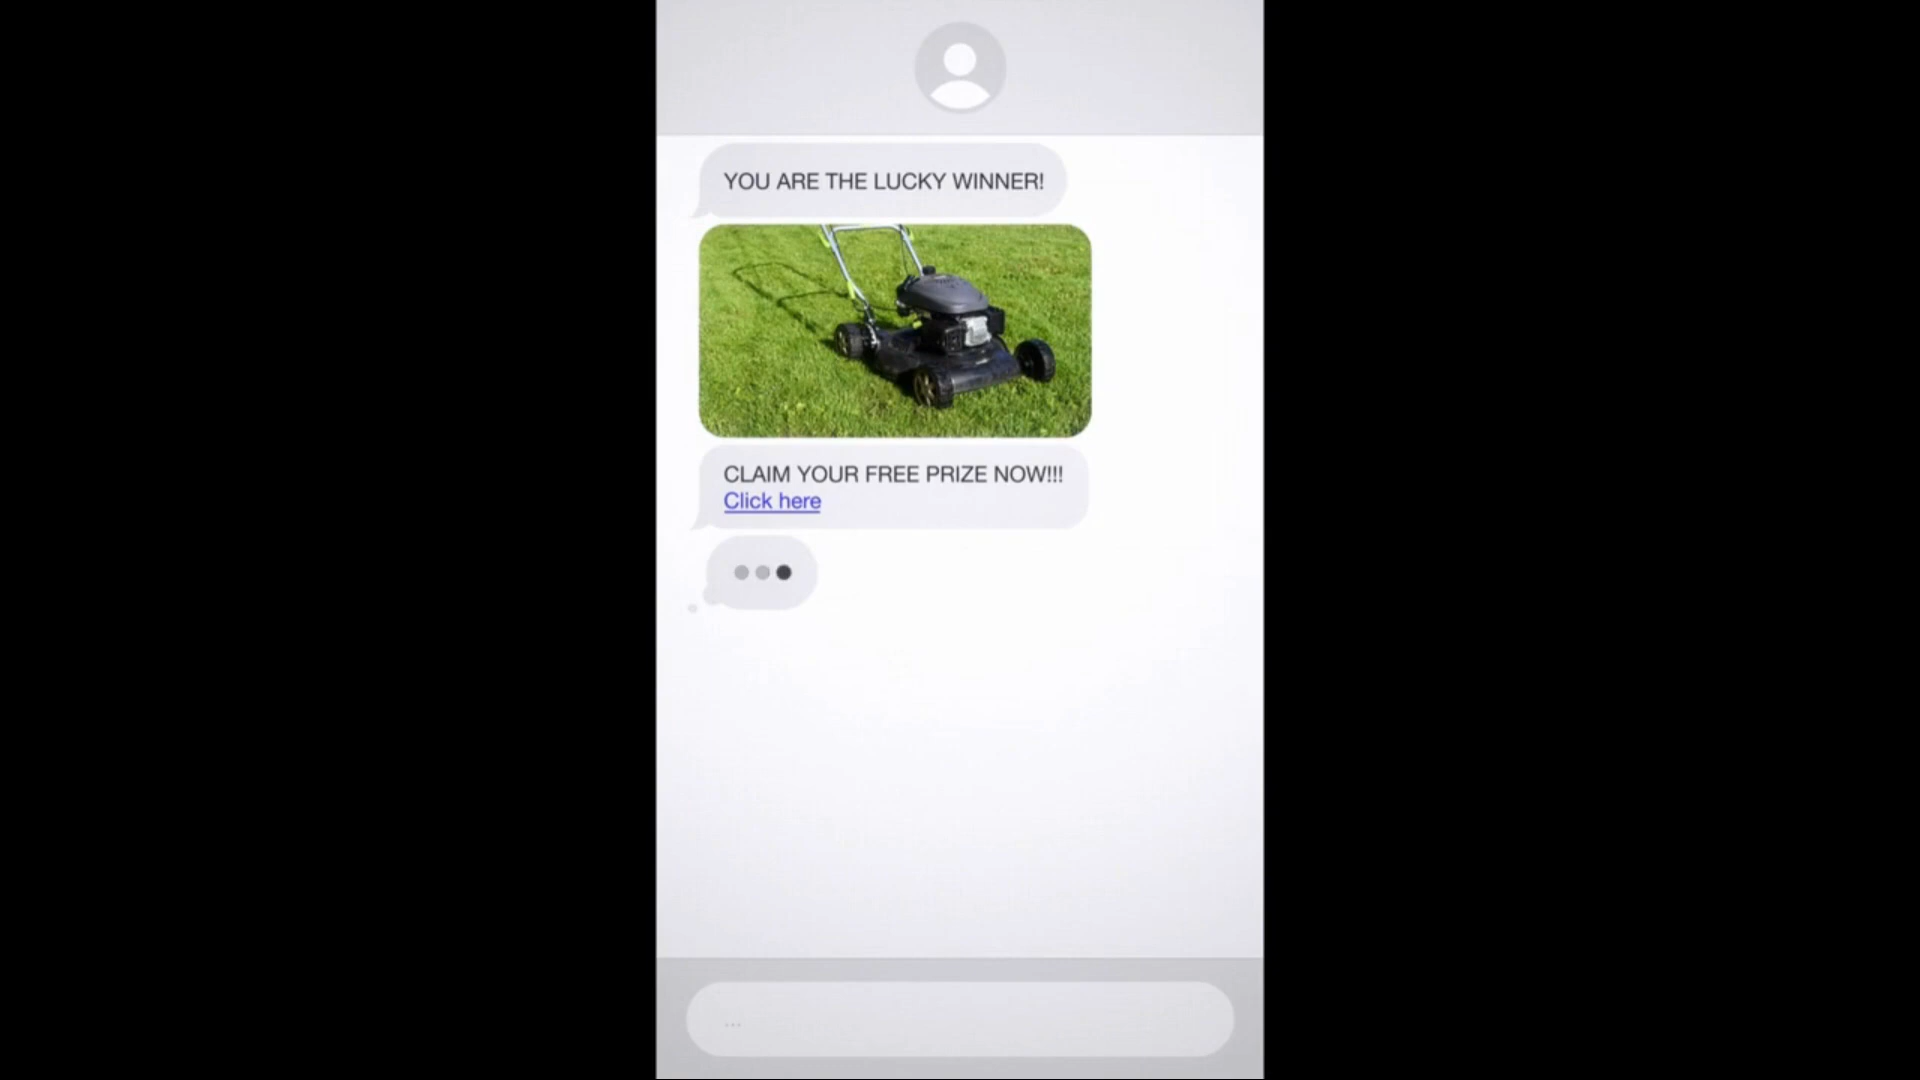 YOU ARE THE LUCKY WINNER!
CLAIM YOUR FREE PRIZE NOW!!!
Click here
...